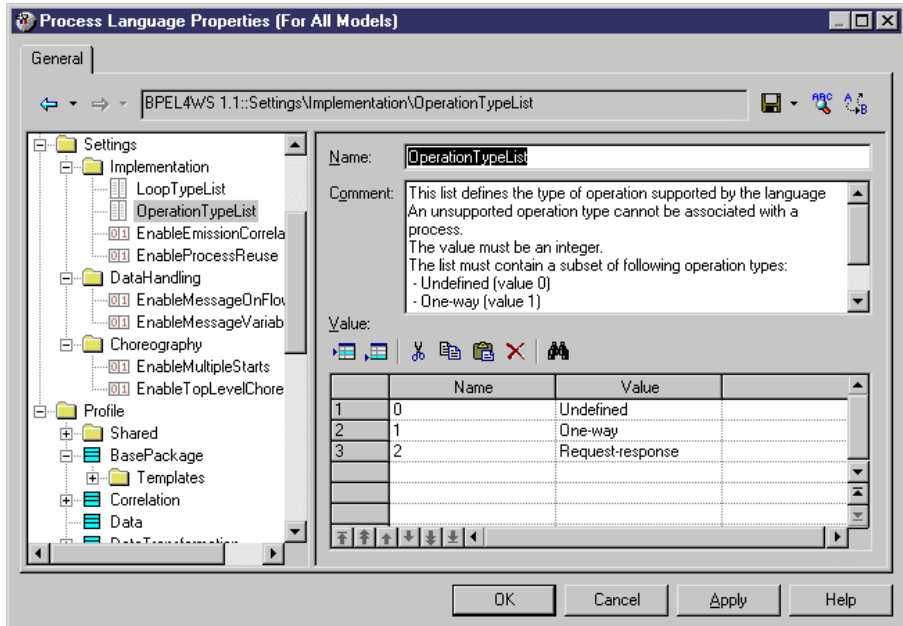 Process Language Properties (For All Models)
General
BPEL4WS 1.1::Settings\Implementation\OperationTypeList
Settings
Implementation
LoopTypeList
OperationTypeList
EnableEmissionCorrela
EnableProcessReuse
DataHandling
EnableMessageOnFlow
EnableMessageVariab
Choreography
EnableMultipleStarts
EnableTopLevelChore
Profile
Shared
BasePackage
Templates
Correlation
Data
DataTransformation
Name: OperationTypeList
Comment: This list defines the type of operation supported by the language
An unsupported operation type cannot be associated with a
process.
The value must be an integer.
The list must contain a subset of following operation types:
- Undefined (value 0)
- One-way (value 1)
Value:
Name Value
1 0 Undefined
2 1 One-way
3 2 Request-response
OK Cancel Apply Help